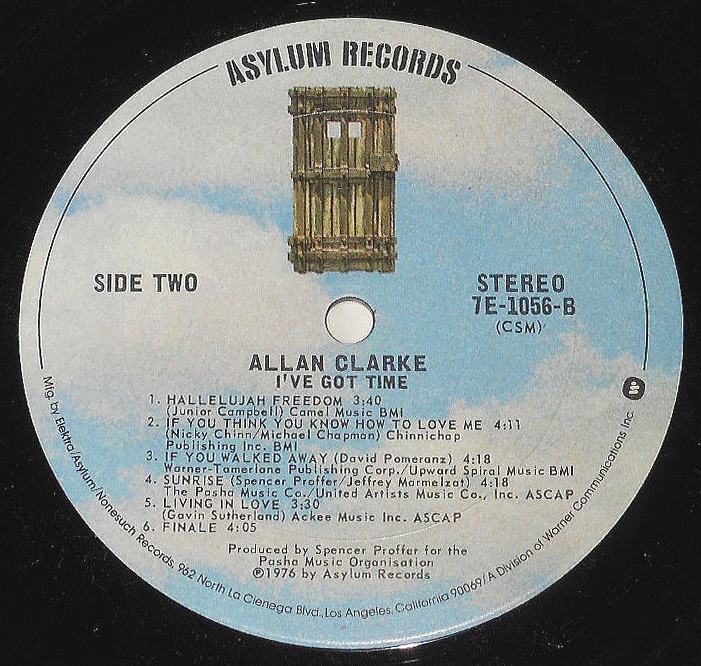 ASYLUM RECORDS
SIDE TWO
STEREO
7E-1056-B
(CSM)
ALLAN CLARKE
I'VE GOT TIME
1. HALLELUJAH FREEDOM 3:40
(Junior Campbell) Camel Music BMI
2. IF YOU THINK YOU KNOW HOW TO LOVE ME 4:11
(Nicky Chinn/Michael Chapman) Chinnichap
Publishing Inc. BMI
3. IF YOU WALKED AWAY (David Pomeranz) 4:18
Warner-Tamerlane Publishing Corp./Upward Spiral Music BMI
4. SUNRISE (Spencer Proffer/Jeffrey Marmelzat) 4:18
The Pasha Music Co./United Artists Music Co., Inc. ASCAP
5. LIVING IN LOVE 3:30
(Gavin Sutherland) Ackee Music Inc. ASCAP
6. FINALE 4:05
Produced by Spencer Proffer for the
Pasha Music Organisation
℗1976 by Asylum Records
Mfg. by Elektra/Asylum/Nonesuch Records, 962 North La Cienega Blvd., Los Angeles, California 90069/A Division of Warner Communications Inc.